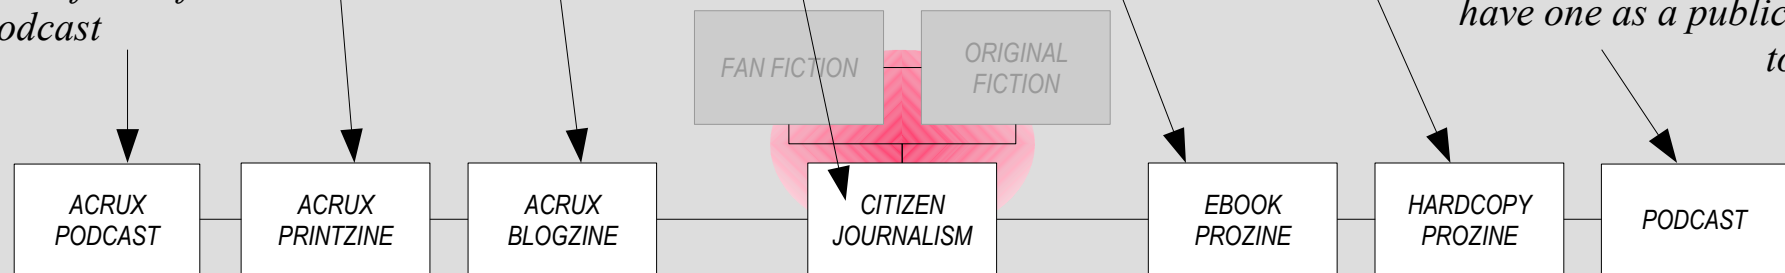 odcast
have one as a public
to
FAN FICTION
ORIGINAL
FICTION
ACRUX
PODCAST
ACRUX
PRINTZINE
ACRUX
BLOGZINE
CITIZEN
JOURNALISM
EBOOK
PROZINE
HARDCOPY
PROZINE
PODCAST